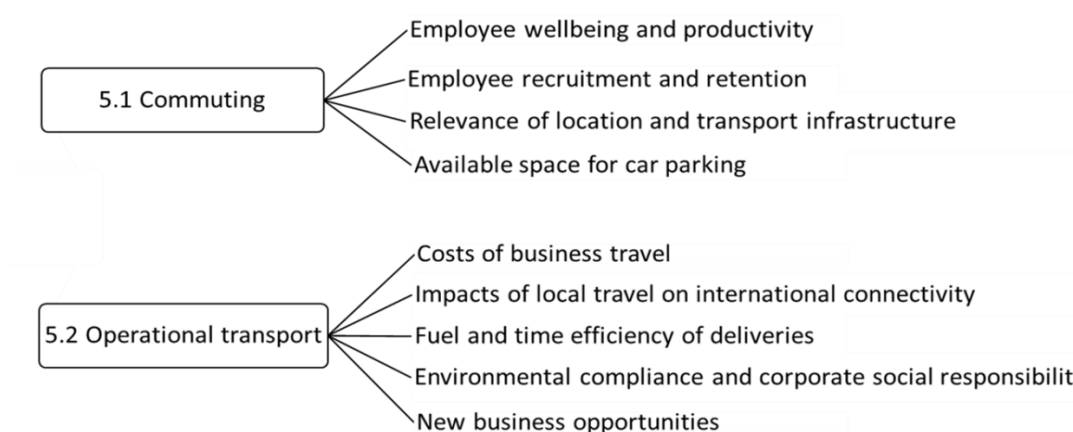 5.1 Commuting
Employee wellbeing and productivity
Employee recruitment and retention
Relevance of location and transport infrastructure
Available space for car parking
5.2 Operational transport
Costs of business travel
Impacts of local travel on international connectivity
Fuel and time efficiency of deliveries
Environmental compliance and corporate social responsibilit
New business opportunities